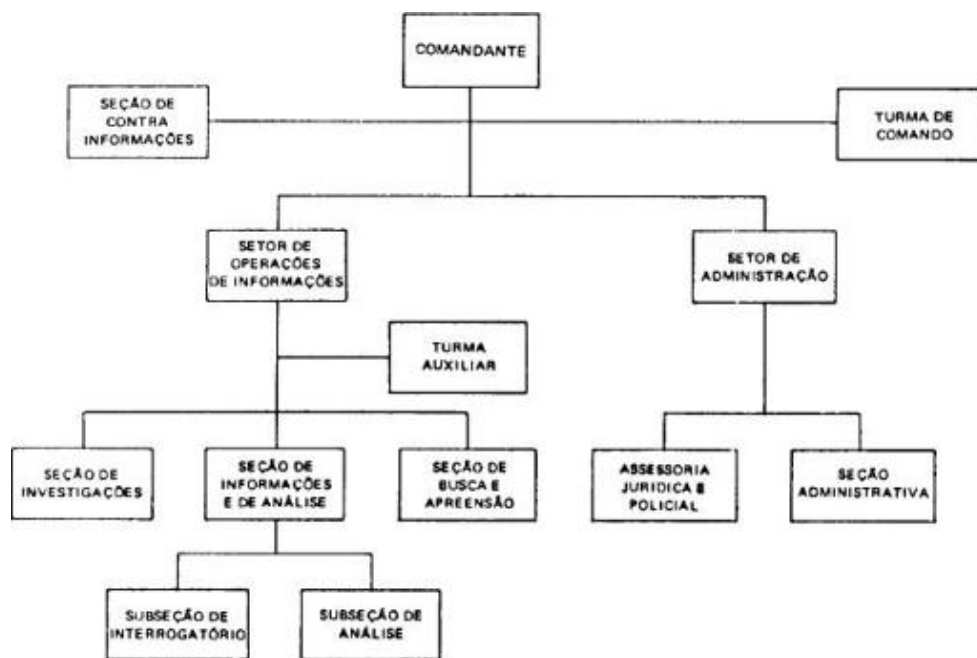 COMANDANTE
SEÇÃO DE
CONTRA
INFORMAÇÕES
TURMA DE
COMANDO
SETOR DE
OPERAÇÕES
DE INFORMAÇÕES
SETOR DE
ADMINISTRAÇÃO
TURMA
AUXILIAR
SEÇÃO DE
INVESTIGAÇÕES
SEÇÃO DE
INFORMAÇÕES
E DE ANÁLISE
SEÇÃO DE
BUSCA E
APREENSÃO
ASSESSORIA
JURIDICA E
POLICIAL
SEÇÃO
ADMINISTRATIVA
SUBSEÇÃO DE
INTERROGATÓRIO
SUBSEÇÃO DE
ANÁLISE